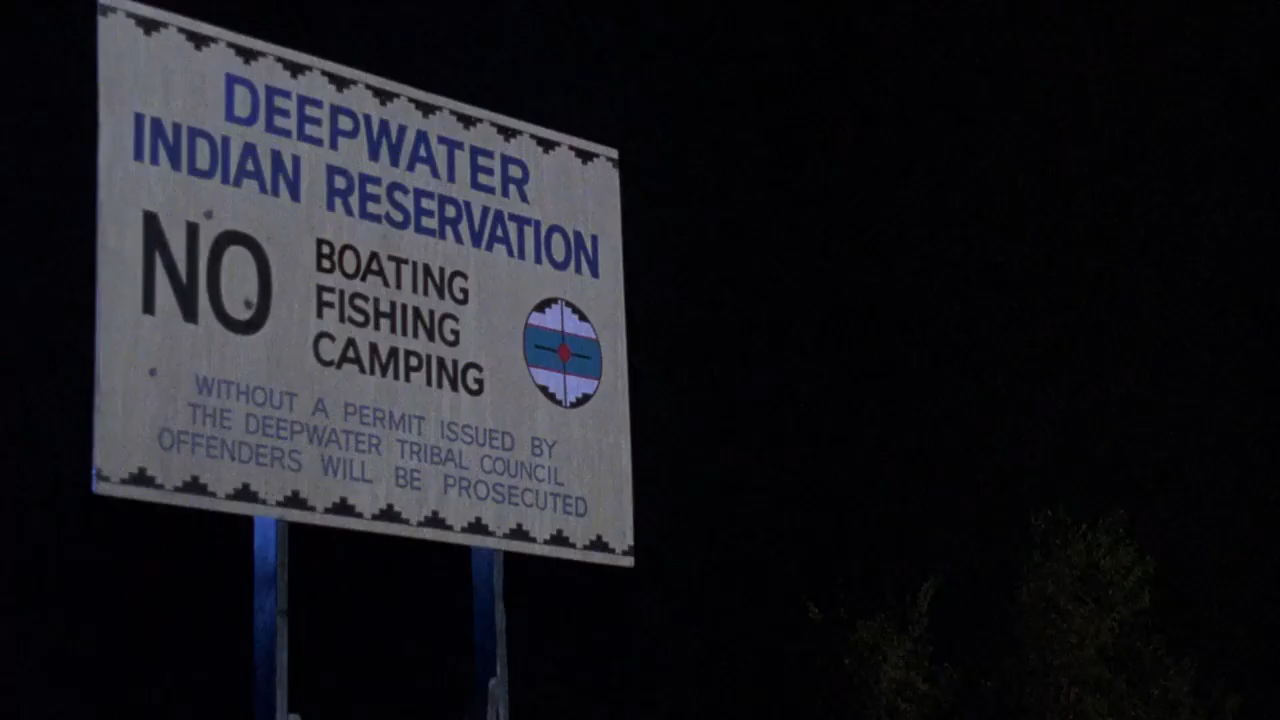 DEEPWATER
INDIAN RESERVATION
NO
BOATING
FISHING
CAMPING
WITHOUT A PERMIT ISSUED BY
THE DEEPWATER TRIBAL COUNCIL
OFFENDERS WILL BE PROSECUTED